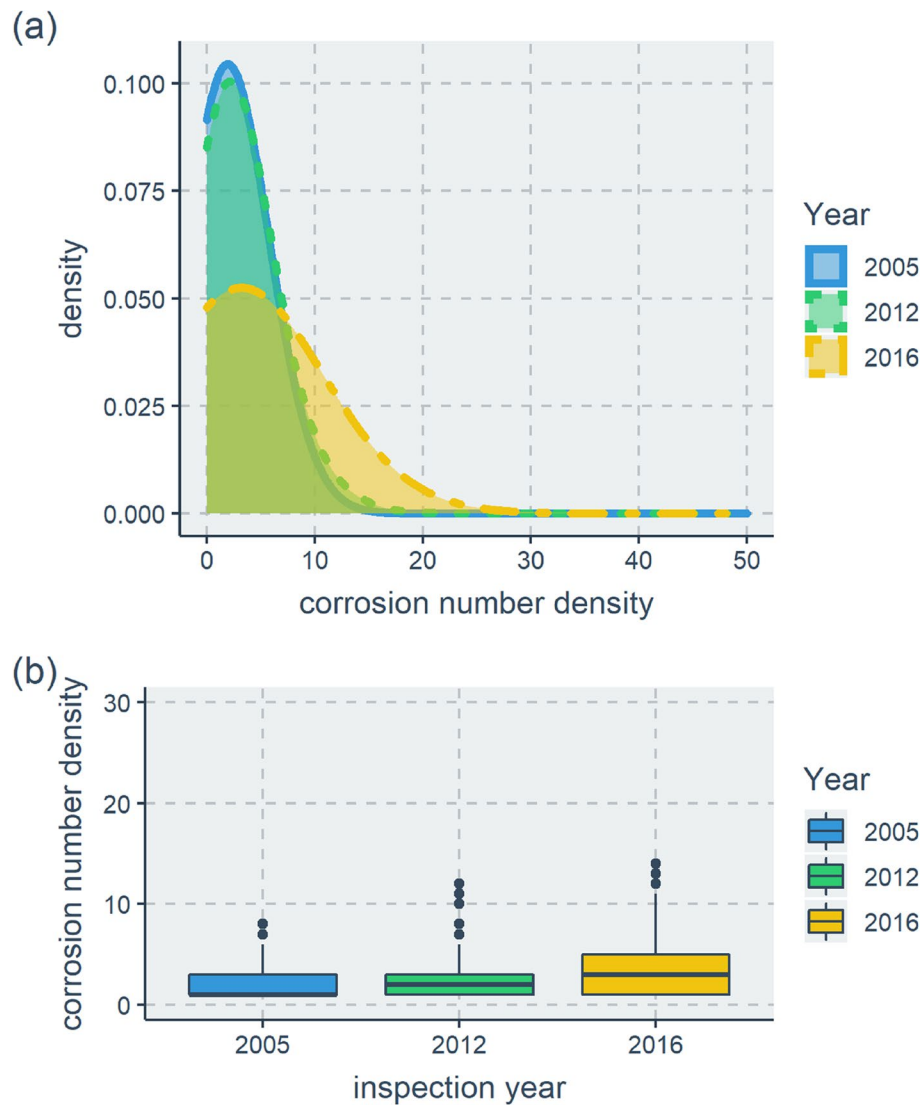 (a)
density
0.100
0.075
0.050
0.025
0.000
0 10 20 30 40 50
corrosion number density
Year
2005
2012
2016
(b)
corrosion number density
30
20
10
0
2005 2012 2016
inspection year
Year
2005
2012
2016